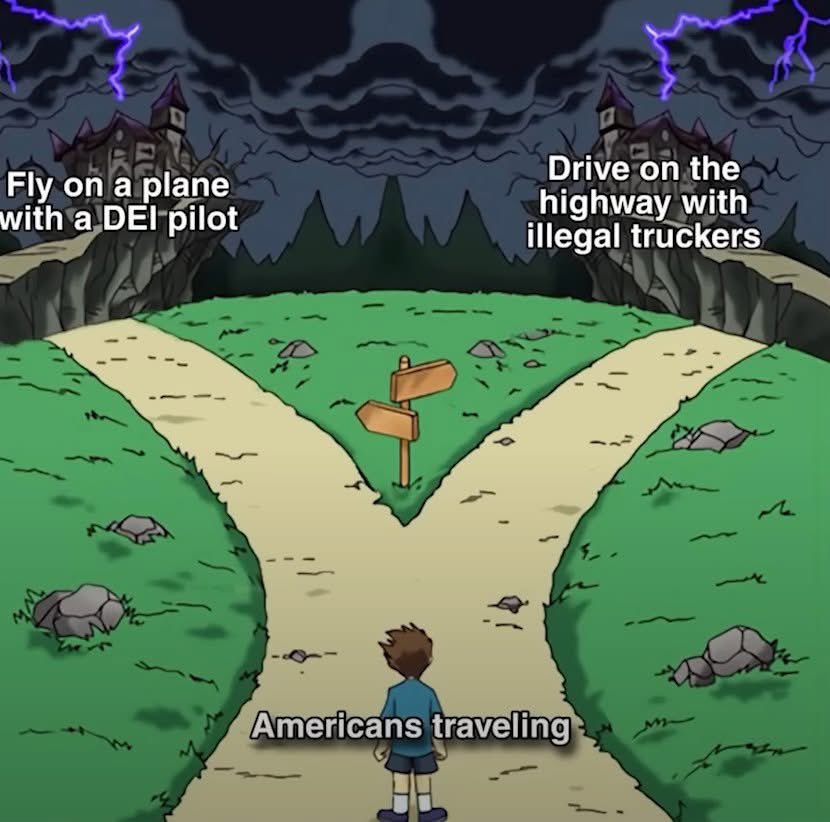 Fly on a plane
with a DEI pilot
Drive on the
highway with
illegal truckers
Americans traveling